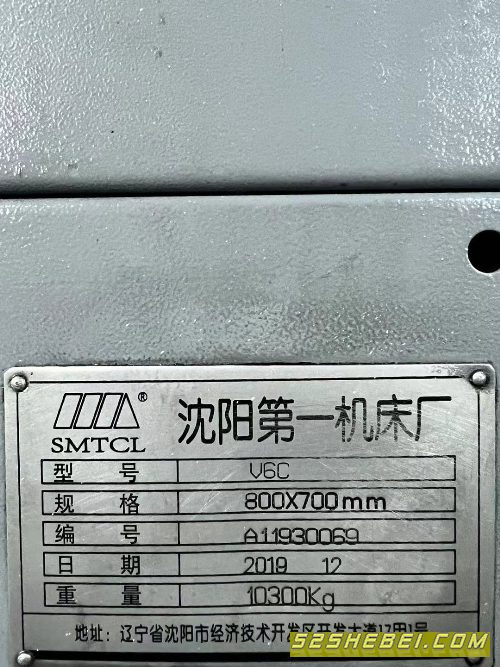 SMTCL® 沈阳第一机床厂
型号 V6C
规格 800X700mm
编号 A11930069
日期 2019 12
重量 10300Kg
地址: 辽宁省沈阳市经济技术开发区开发大道17甲1号
52SHEBEI.COM